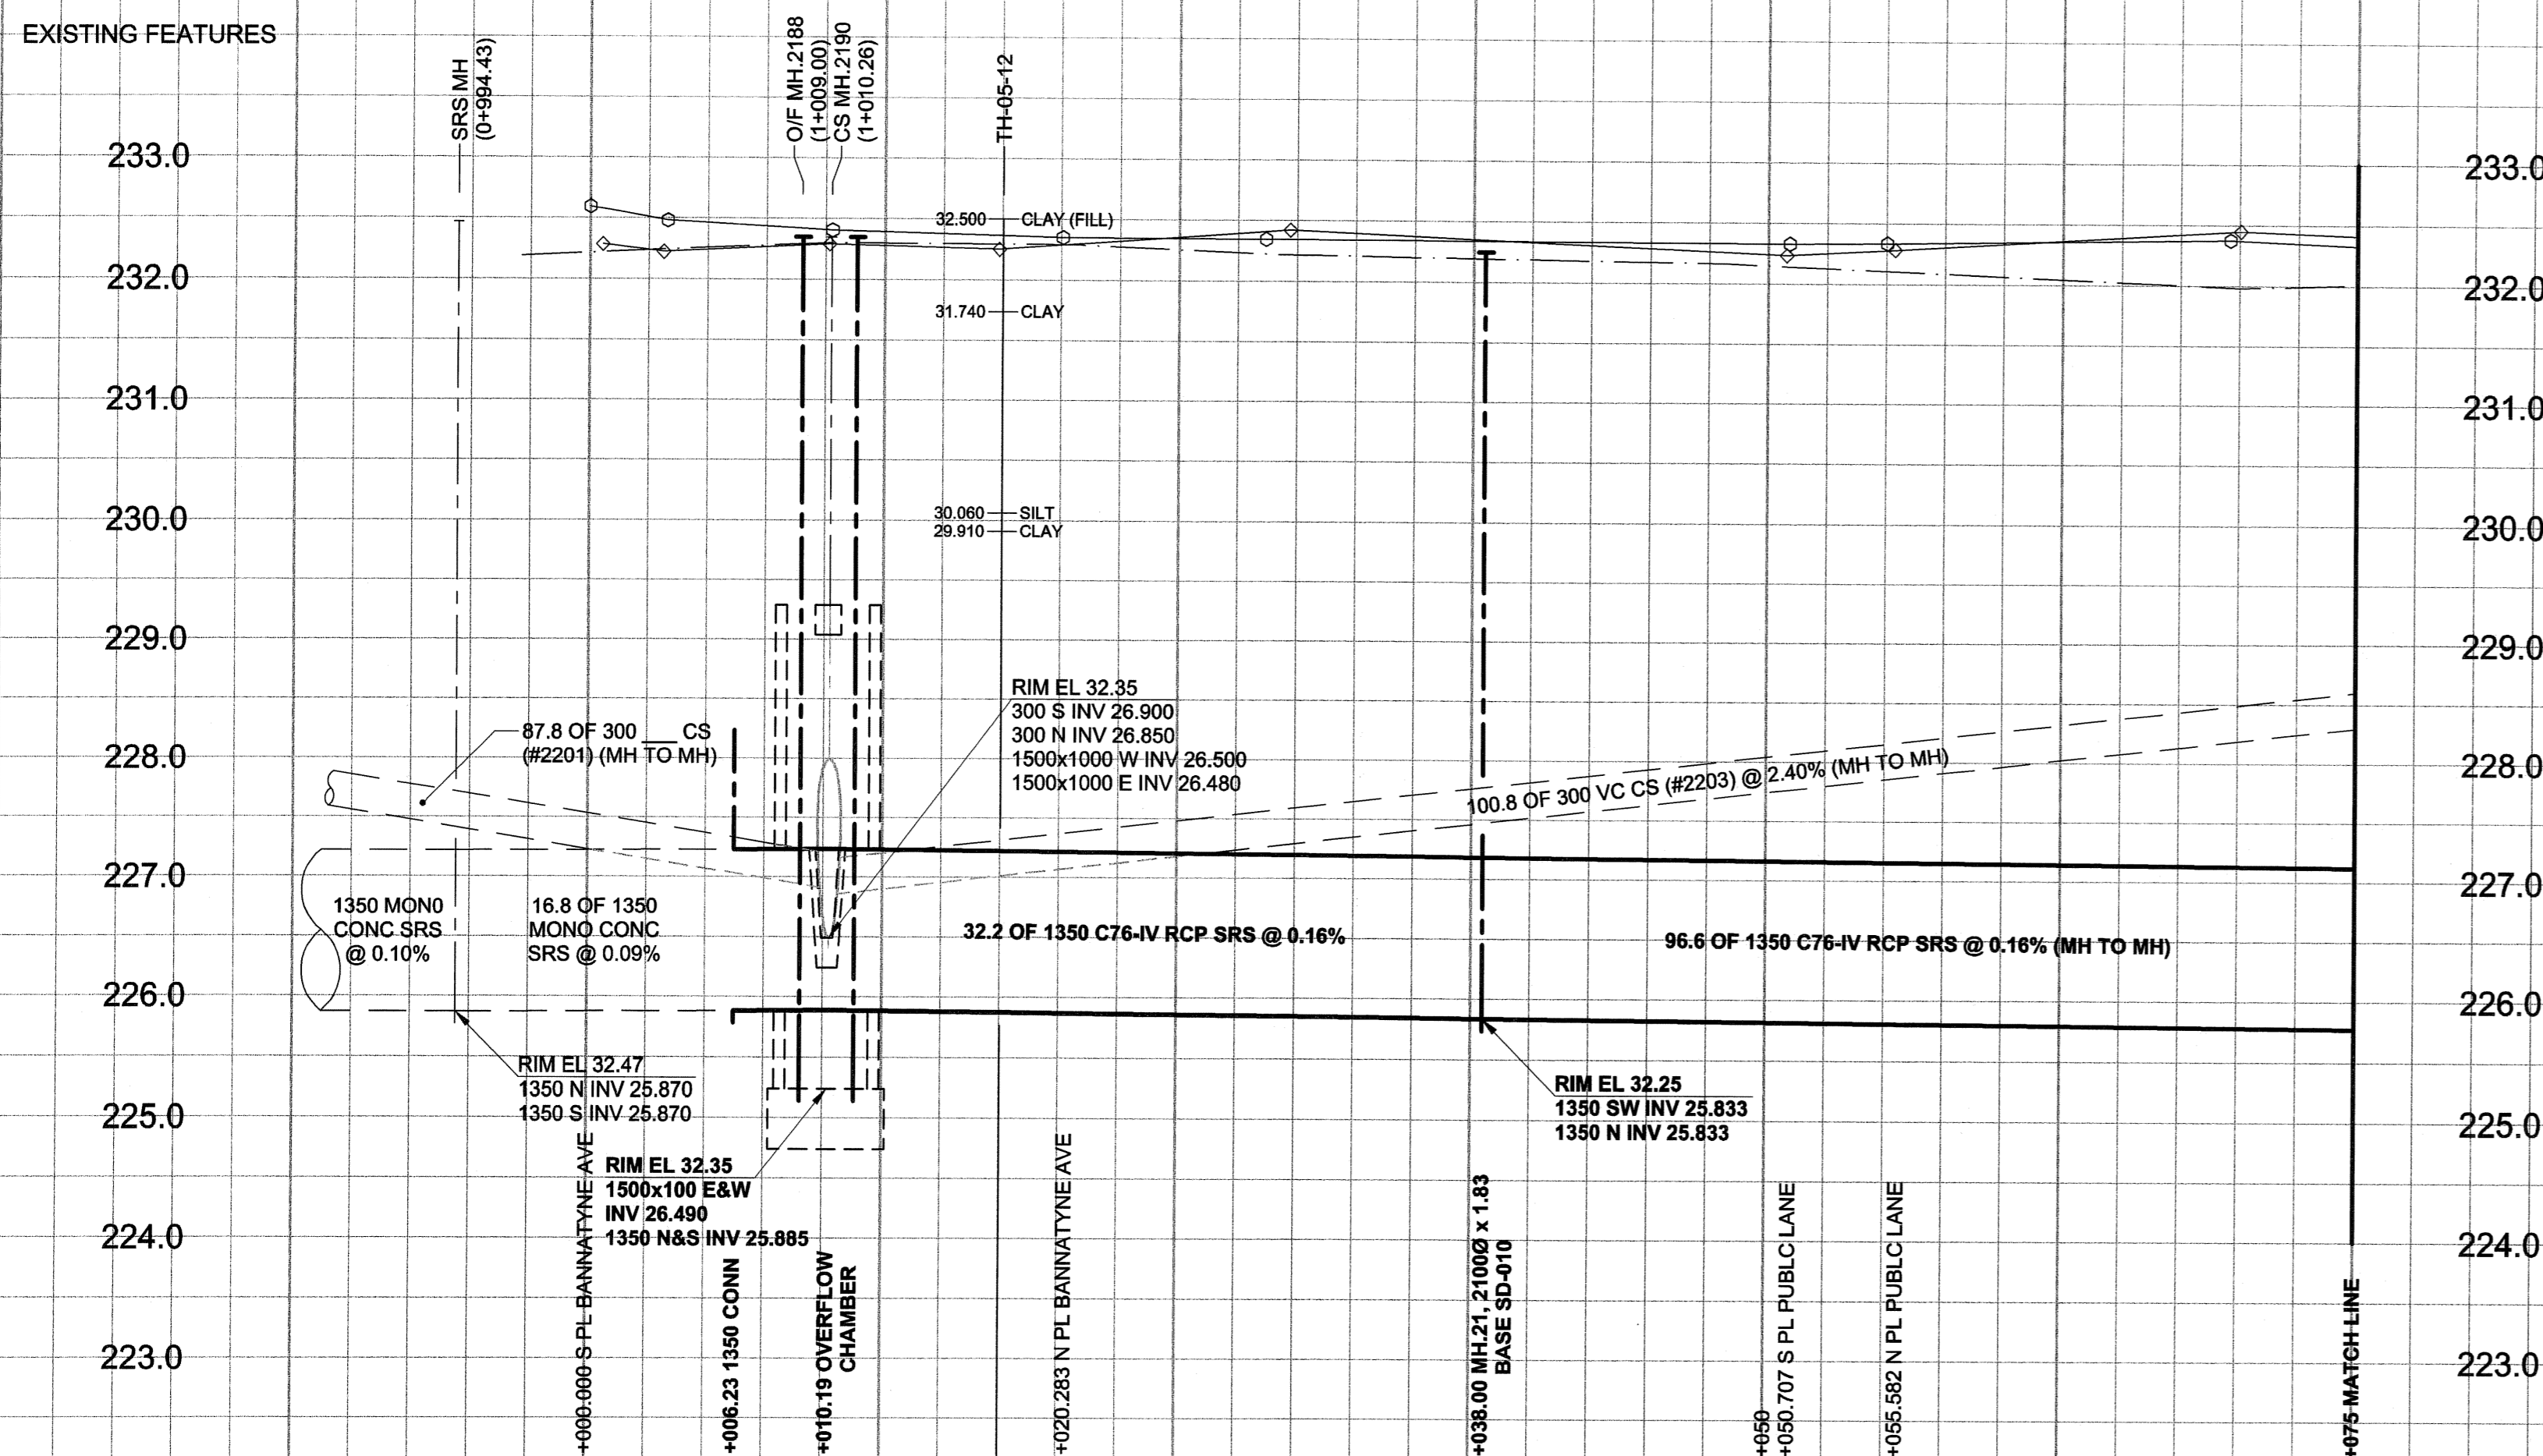 EXISTING FEATURES
SRS MH
(0+994.43)
O/F MH.2188
(1+009.00)
CS MH.2190
(1+010.26)
TH-05-12
233.0
233.0
32.500
CLAY (FILL)
232.0
232.0
31.740
CLAY
231.0
231.0
230.0
30.060
SILT
230.0
29.910
CLAY
229.0
229.0
RIM EL 32.35
300 S INV 26.900
300 N INV 26.850
1500x1000 W INV 26.500
1500x1000 E INV 26.480
87.8 OF 300 ___ CS
(#2201) (MH TO MH)
228.0
228.0
100.8 OF 300 VC CS (#2203) @ 2.40% (MH TO MH)
227.0
227.0
1350 MON0
CONC SRS
@ 0.10%
16.8 OF 1350
MONO CONC
SRS @ 0.09%
32.2 OF 1350 C76-IV RCP SRS @ 0.16%
96.6 OF 1350 C76-IV RCP SRS @ 0.16% (MH TO MH)
226.0
226.0
RIM EL 32.47
1350 N INV 25.870
1350 S INV 25.870
RIM EL 32.25
1350 SW INV 25.833
1350 N INV 25.833
225.0
225.0
RIM EL 32.35
1500x100 E&W
INV 26.490
1350 N&S INV 25.885
224.0
224.0
223.0
223.0
+000.000 S PL BANNATYNE AVE
+006.23 1350 CONN
+010.19 OVERFLOW
CHAMBER
+020.283 N PL BANNATYNE AVE
+038.00 MH.21, 2100Ø x 1.83
BASE SD-010
+050
+050.707 S PL PUBLC LANE
+055.582 N PL PUBLC LANE
+075 MATCH LINE